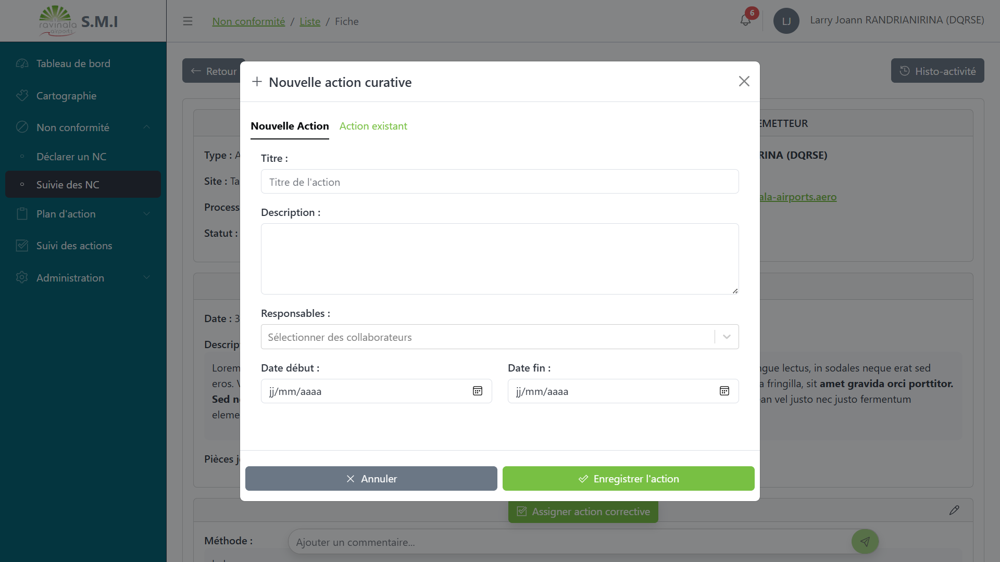 ravinala
airports
S.M.I
Non conformité / Liste / Fiche
6
LJ
Larry Joann RANDRIANIRINA (DQRSE)
Tableau de bord
Cartographie
Non conformité
Déclarer un NC
Suivie des NC
Plan d'action
Suivi des actions
Administration
Retour
Histo-activité
EMETTEUR
Type :
RINA (DQRSE)
Site : Ta
ala-airports.aero
Process
Statut :
Date : 3
Descrip
Lorem
gue lectus, in sodales neque erat sed
eros.
a fringilla, sit amet gravida orci porttitor.
Sed n
an vel justo nec justo fermentum
eleme
Pièces j
Nouvelle action curative
Nouvelle Action
Action existant
Titre :
Titre de l'action
Description :
Responsables :
Sélectionner des collaborateurs
Date début :
Date fin :
jj/mm/aaaa
jj/mm/aaaa
Annuler
Enregistrer l'action
Assigner action corrective
Méthode :
Ajouter un commentaire...